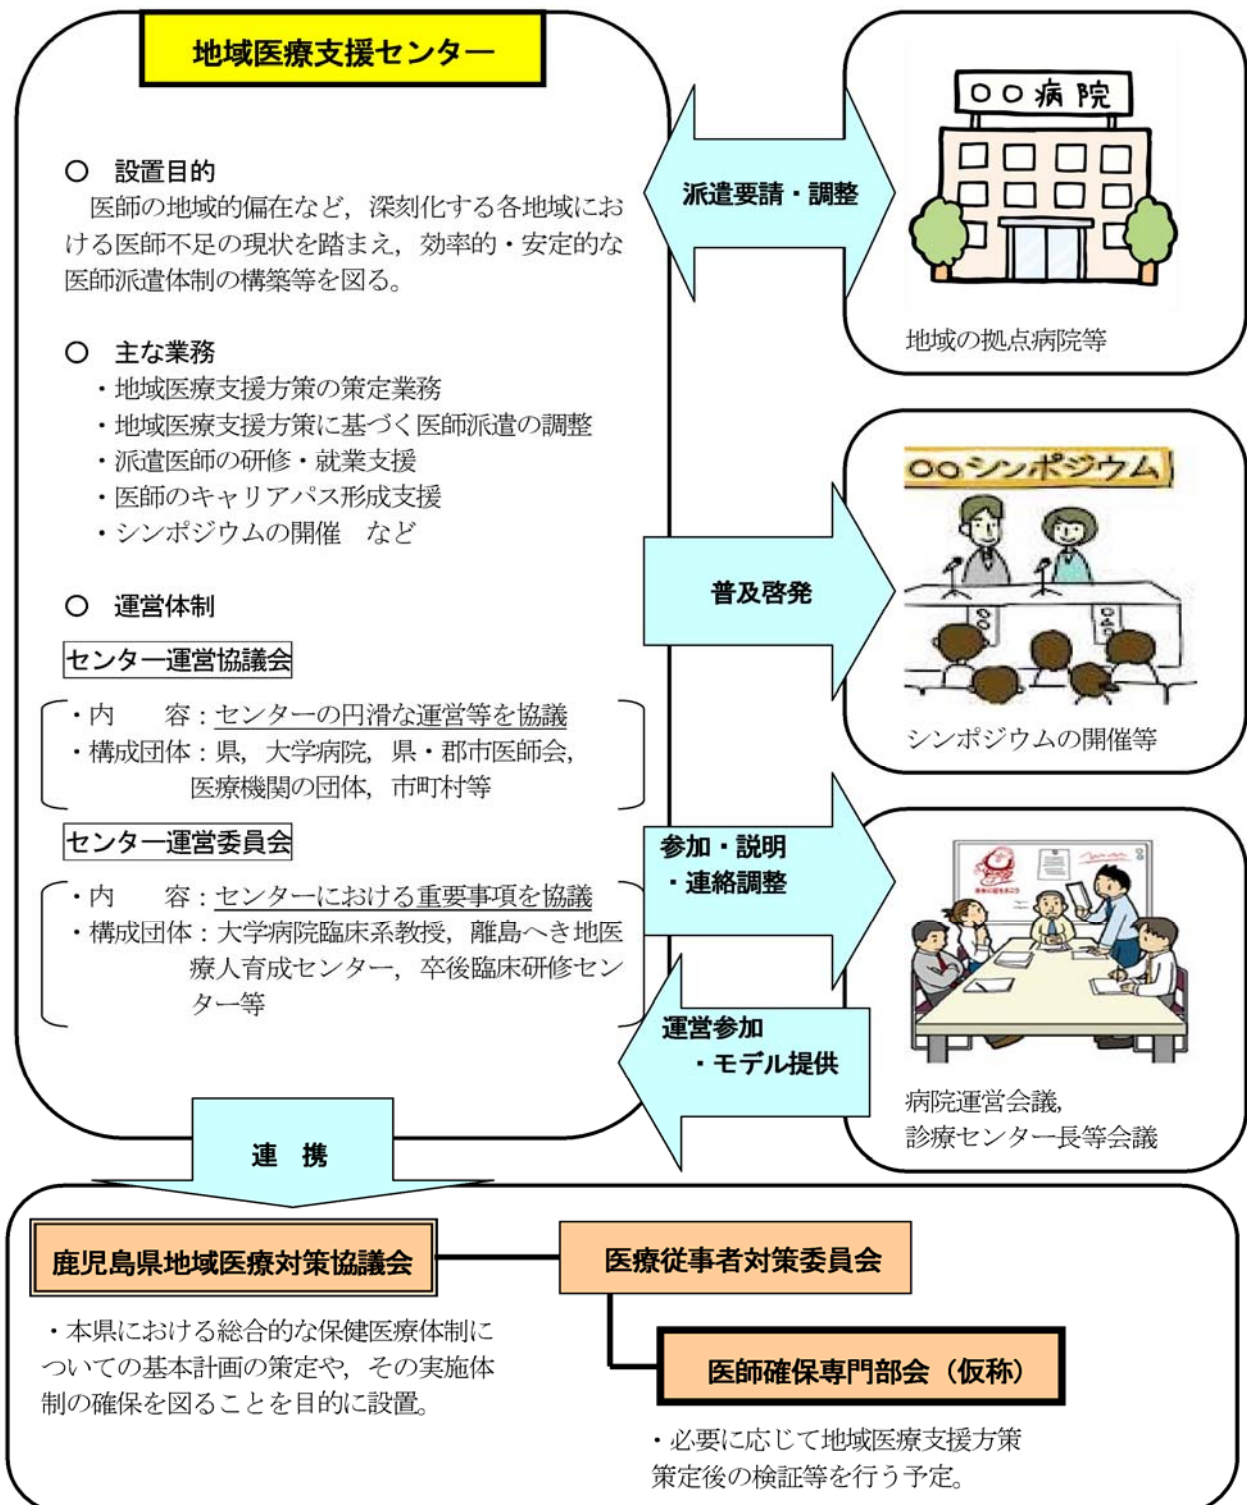 地域医療支援センター
○　設置目的
　医師の地域的偏在など，深刻化する各地域にお
ける医師不足の現状を踏まえ，効率的・安定的な
医師派遣体制の構築等を図る。
○　主な業務
・地域医療支援方策の策定業務
・地域医療支援方策に基づく医師派遣の調整
・派遣医師の研修・就業支援
・医師のキャリアパス形成支援
・シンポジウムの開催　など
○　運営体制
センター運営協議会
・内　　容：センターの円滑な運営等を協議
・構成団体：県，大学病院，県・郡市医師会，
医療機関の団体，市町村等
センター運営委員会
・内　　容：センターにおける重要事項を協議
・構成団体：大学病院臨床系教授，離島へき地医
療人育成センター，卒後臨床研修セン
ター等
派遣要請・調整
○○病院
地域の拠点病院等
普及啓発
○○シンポジウム
シンポジウムの開催等
参加・説明
・連絡調整
運営参加
・モデル提供
病院運営会議，
診療センター長等会議
連　携
鹿児島県地域医療対策協議会
・本県における総合的な保健医療体制に
ついての基本計画の策定や，その実施体
制の確保を図ることを目的に設置。
医療従事者対策委員会
医師確保専門部会（仮称）
・必要に応じて地域医療支援方策
策定後の検証等を行う予定。